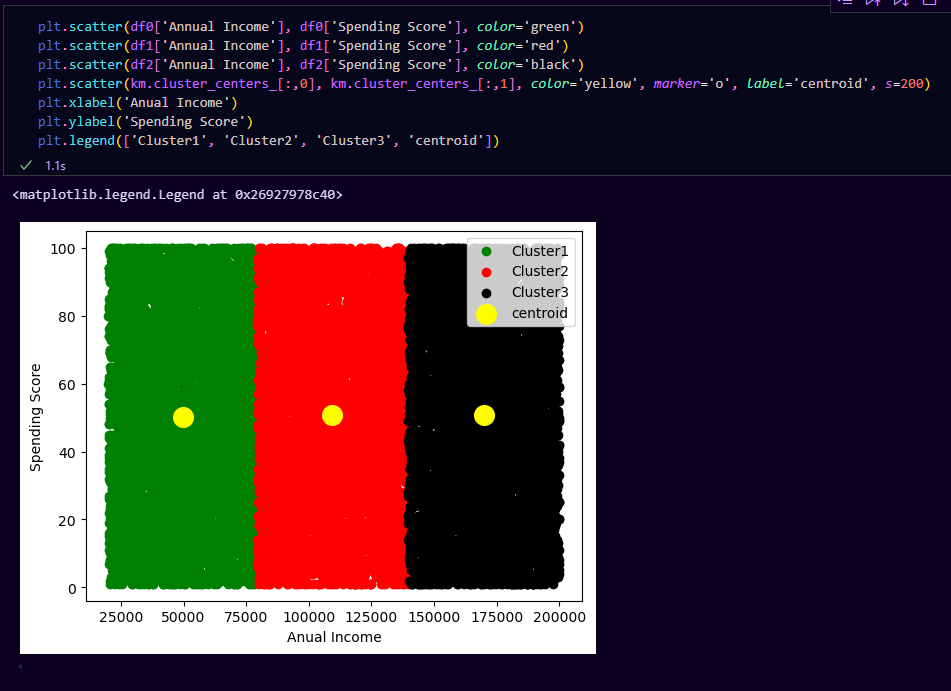 plt.scatter(df0['Annual Income'], df0['Spending Score'], color='green')
plt.scatter(df1['Annual Income'], df1['Spending Score'], color='red')
plt.scatter(df2['Annual Income'], df2['Spending Score'], color='black')
plt.scatter(km.cluster_centers_[:,0], km.cluster_centers_[:,1], color='yellow', marker='o', label='centroid', s=200)
plt.xlabel('Anual Income')
plt.ylabel('Spending Score')
plt.legend(['Cluster1', 'Cluster2', 'Cluster3', 'centroid'])
1.1s
<matplotlib.legend.Legend at 0x26927978c40>
Cluster1
Cluster2
Cluster3
centroid
100
80
60
40
20
0
Spending Score
25000 50000 75000 100000 125000 150000 175000 200000
Anual Income